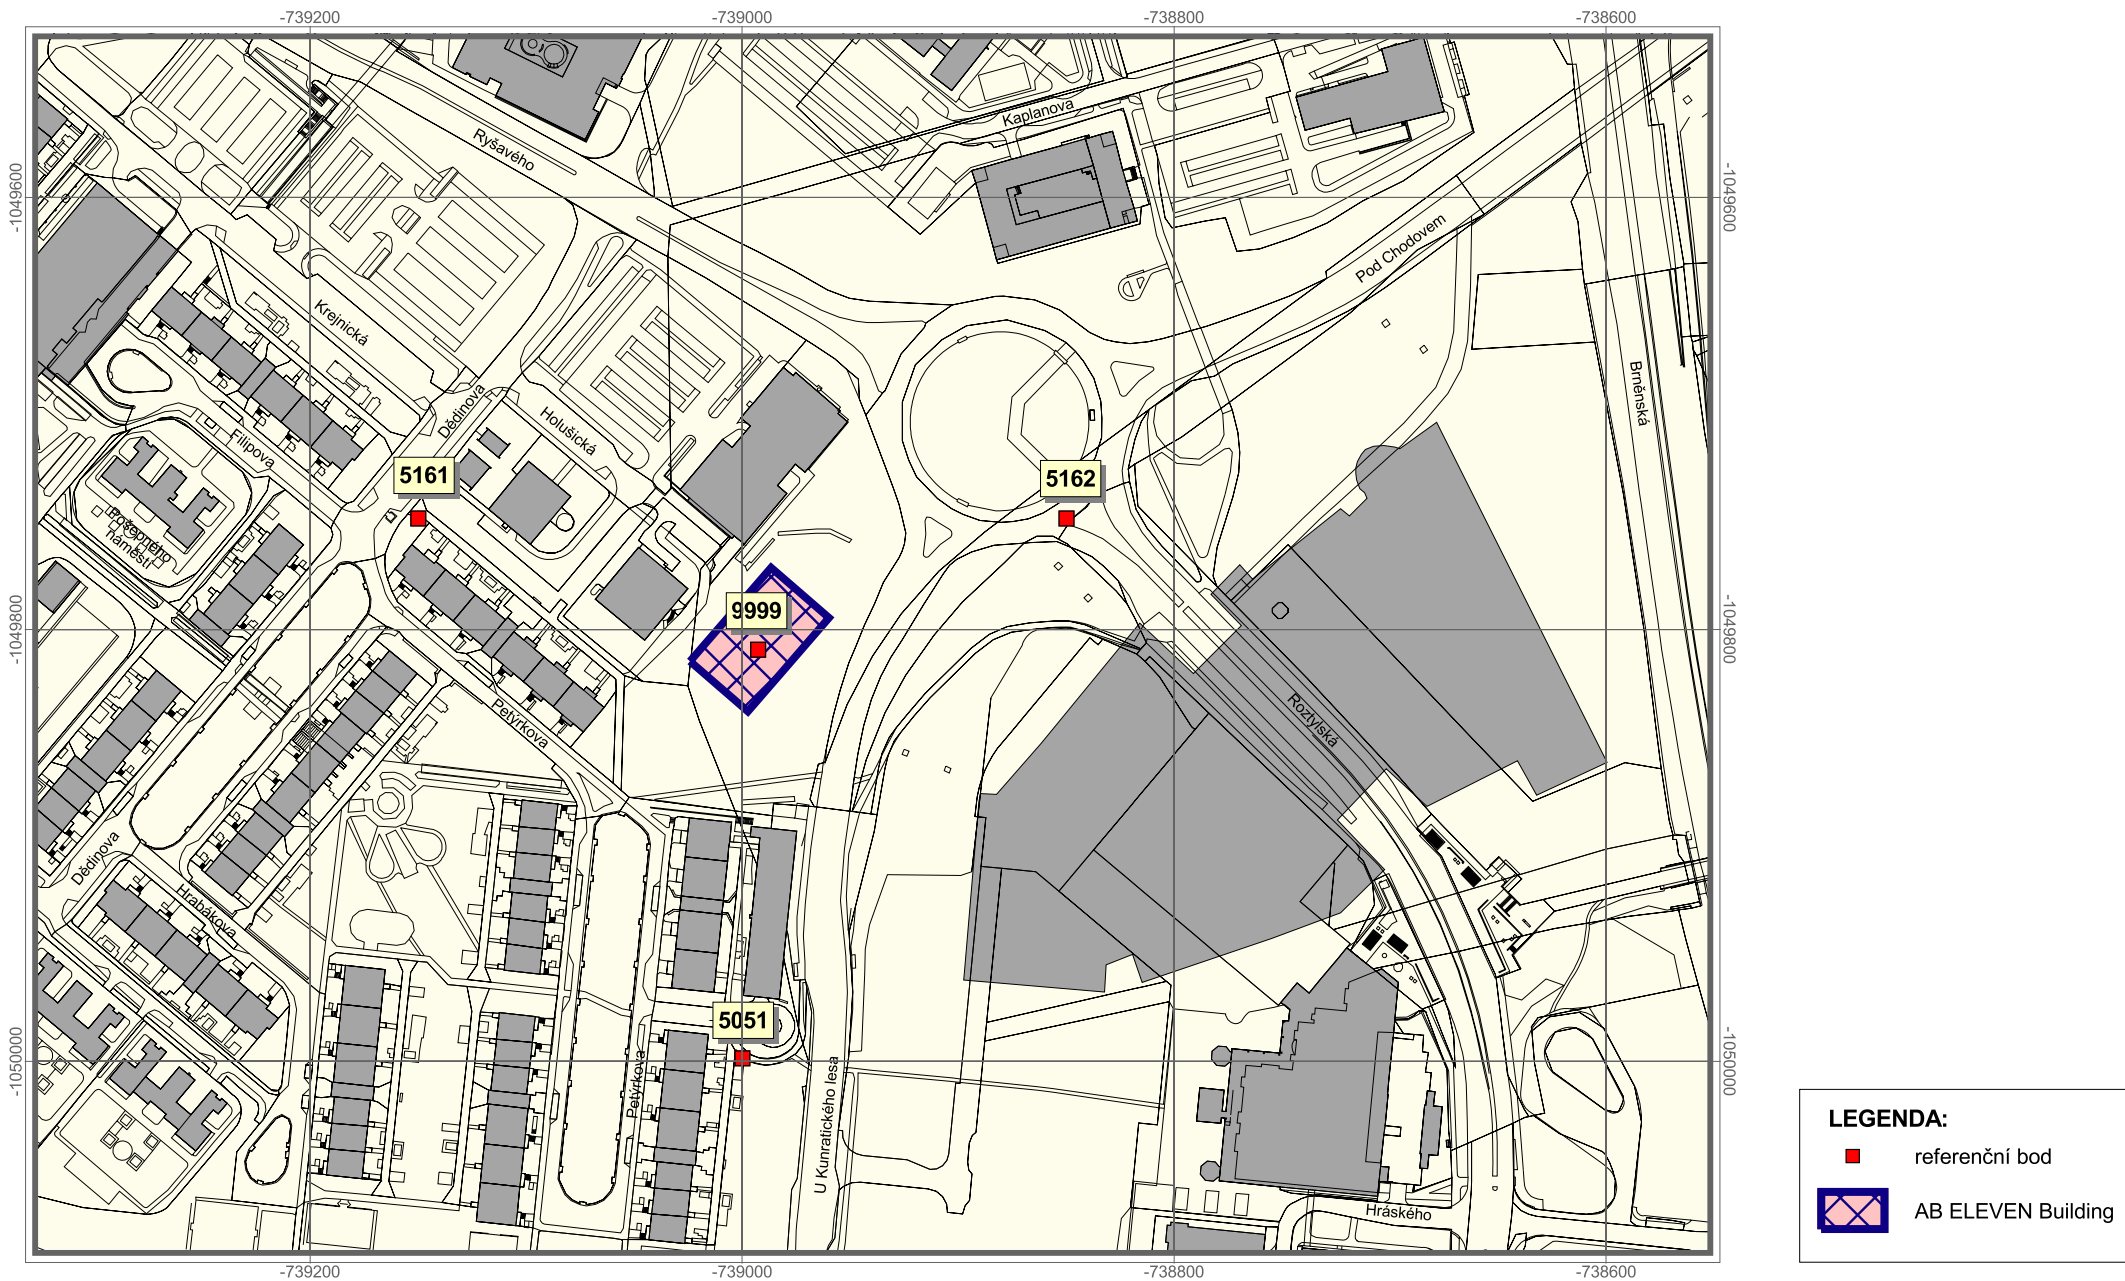 -739200
-739000
-738800
-738600
Kaplanova
Ryšavého
-1049600
-1049600
Pod Chodovem
Krejnická
Brněnská
Dědinova
Holušická
Filipova
5161
5162
Pošepného
náměstí
9999
-1049800
-1049800
Petýrkova
Roztylská
Dědinova
Hrabákova
5051
-1050000
-1050000
Petýrkova
U Kunratického lesa
Hráského
LEGENDA:
referenční bod
AB ELEVEN Building
-739200
-739000
-738800
-738600